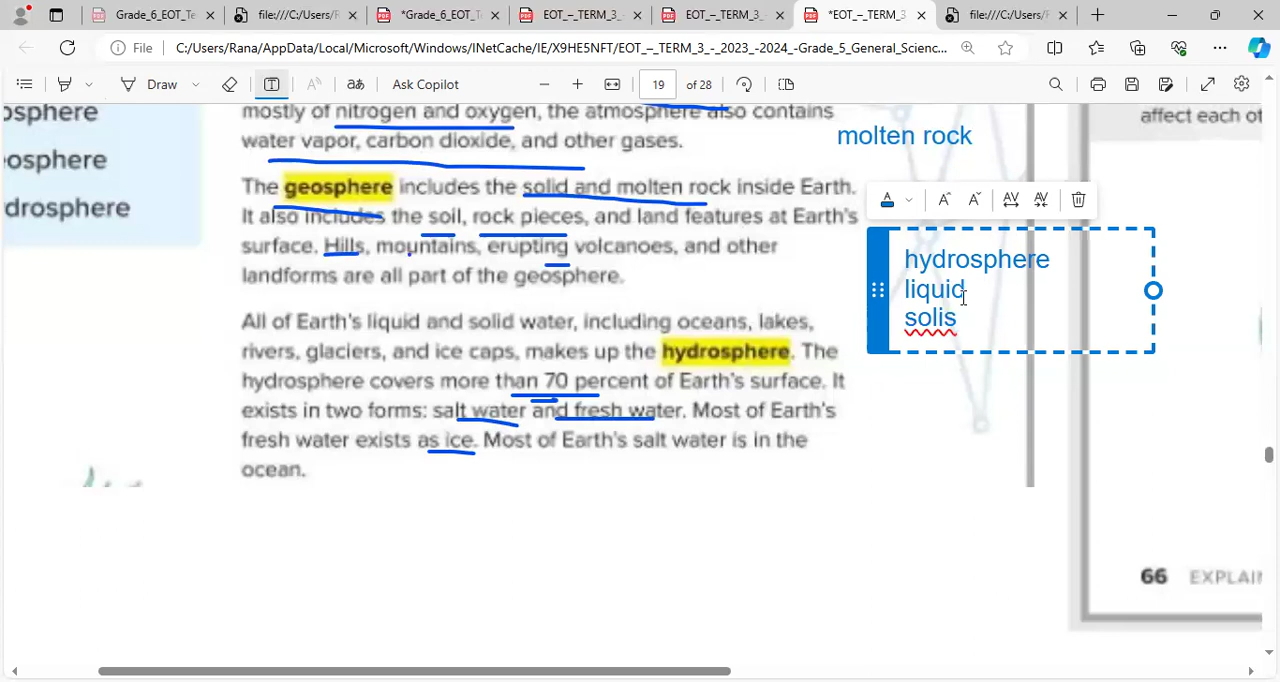 Grade_6_EOT_Te
file:///C:/Users/R
*Grade_6_EOT_T
EOT_–_TERM_3_
EOT_–_TERM_3_-
*EOT_–_TERM_3
file:///C:/Users/R
File
C:/Users/Rana/AppData/Local/Microsoft/Windows/INetCache/IE/X9HE5NFT/EOT_–_TERM_3_-_2023_-2024_-Grade_5_General_Scienc...
Draw
Ask Copilot
19 of 28
osphere
eosphere
drosphere
mostly of nitrogen and oxygen, the atmosphere also contains
water vapor, carbon dioxide, and other gases.
The geosphere includes the solid and molten rock inside Earth.
It also includes the soil, rock pieces, and land features at Earth's
surface. Hills, mountains, erupting volcanoes, and other
landforms are all part of the geosphere.
All of Earth's liquid and solid water, including oceans, lakes,
rivers, glaciers, and ice caps, makes up the hydrosphere. The
hydrosphere covers more than 70 percent of Earth's surface. It
exists in two forms: salt water and fresh water. Most of Earth's
fresh water exists as ice. Most of Earth's salt water is in the
ocean.
molten rock
hydrosphere
liquid
solis
affect each ot
66 EXPLAI